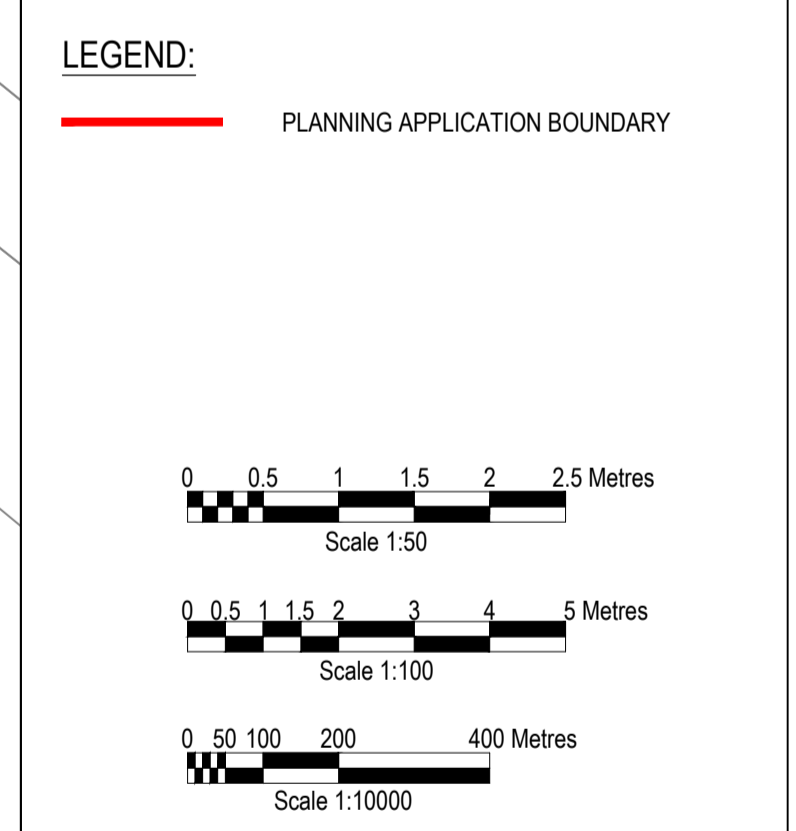 LEGEND:
PLANNING APPLICATION BOUNDARY
0 0.5 1 1.5 2 2.5 Metres
Scale 1:50
0 0.5 1 1.5 2 3 4 5 Metres
Scale 1:100
0 50 100 200 400 Metres
Scale 1:10000